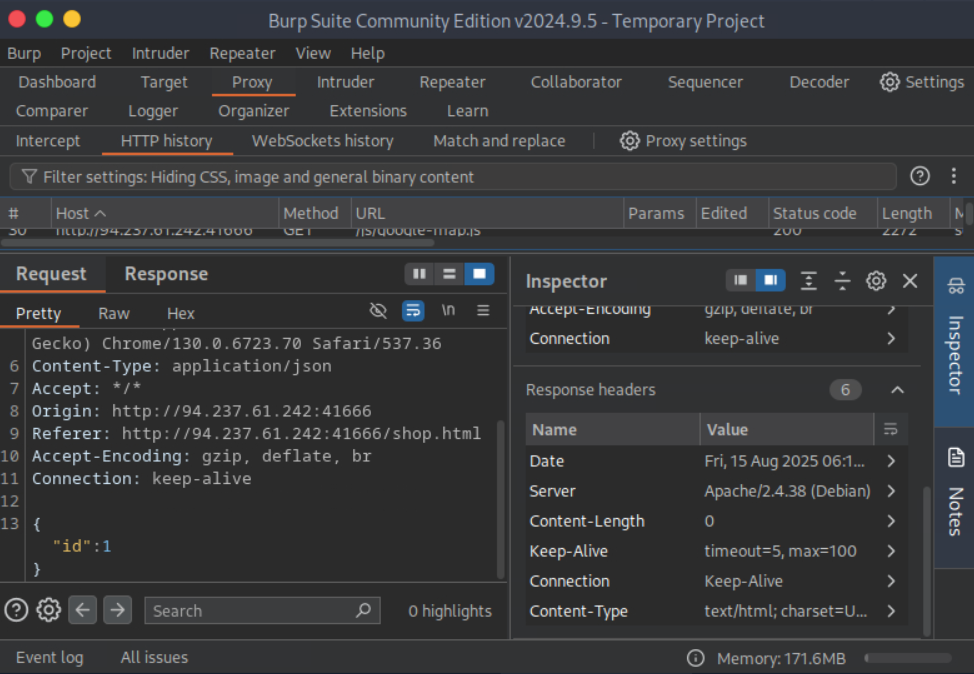 Burp Suite Community Edition v2024.9.5 - Temporary Project
Burp Project Intruder Repeater View Help
Dashboard Target Proxy Intruder Repeater Collaborator Sequencer Decoder Settings
Comparer Logger Organizer Extensions Learn
Intercept HTTP history WebSockets history Match and replace Proxy settings
Filter settings: Hiding CSS, image and general binary content
# Host Method URL Params Edited Status code Length M
30 http://94.237.61.242:41666 GET /js/google-map.js 200 2272 s
Request Response
Pretty Raw Hex \n
Gecko) Chrome/130.0.6723.70 Safari/537.36
6 Content-Type: application/json
7 Accept: */*
8 Origin: http://94.237.61.242:41666
9 Referer: http://94.237.61.242:41666/shop.html
10 Accept-Encoding: gzip, deflate, br
11 Connection: keep-alive
12
13 {
"id":1
}
Search 0 highlights
Inspector
Accept-Encoding gzip, deflate, br
Connection keep-alive
Response headers 6
Name Value
Date Fri, 15 Aug 2025 06:1...
Server Apache/2.4.38 (Debian)
Content-Length 0
Keep-Alive timeout=5, max=100
Connection Keep-Alive
Content-Type text/html; charset=U...
Inspector
Notes
Event log All issues Memory: 171.6MB